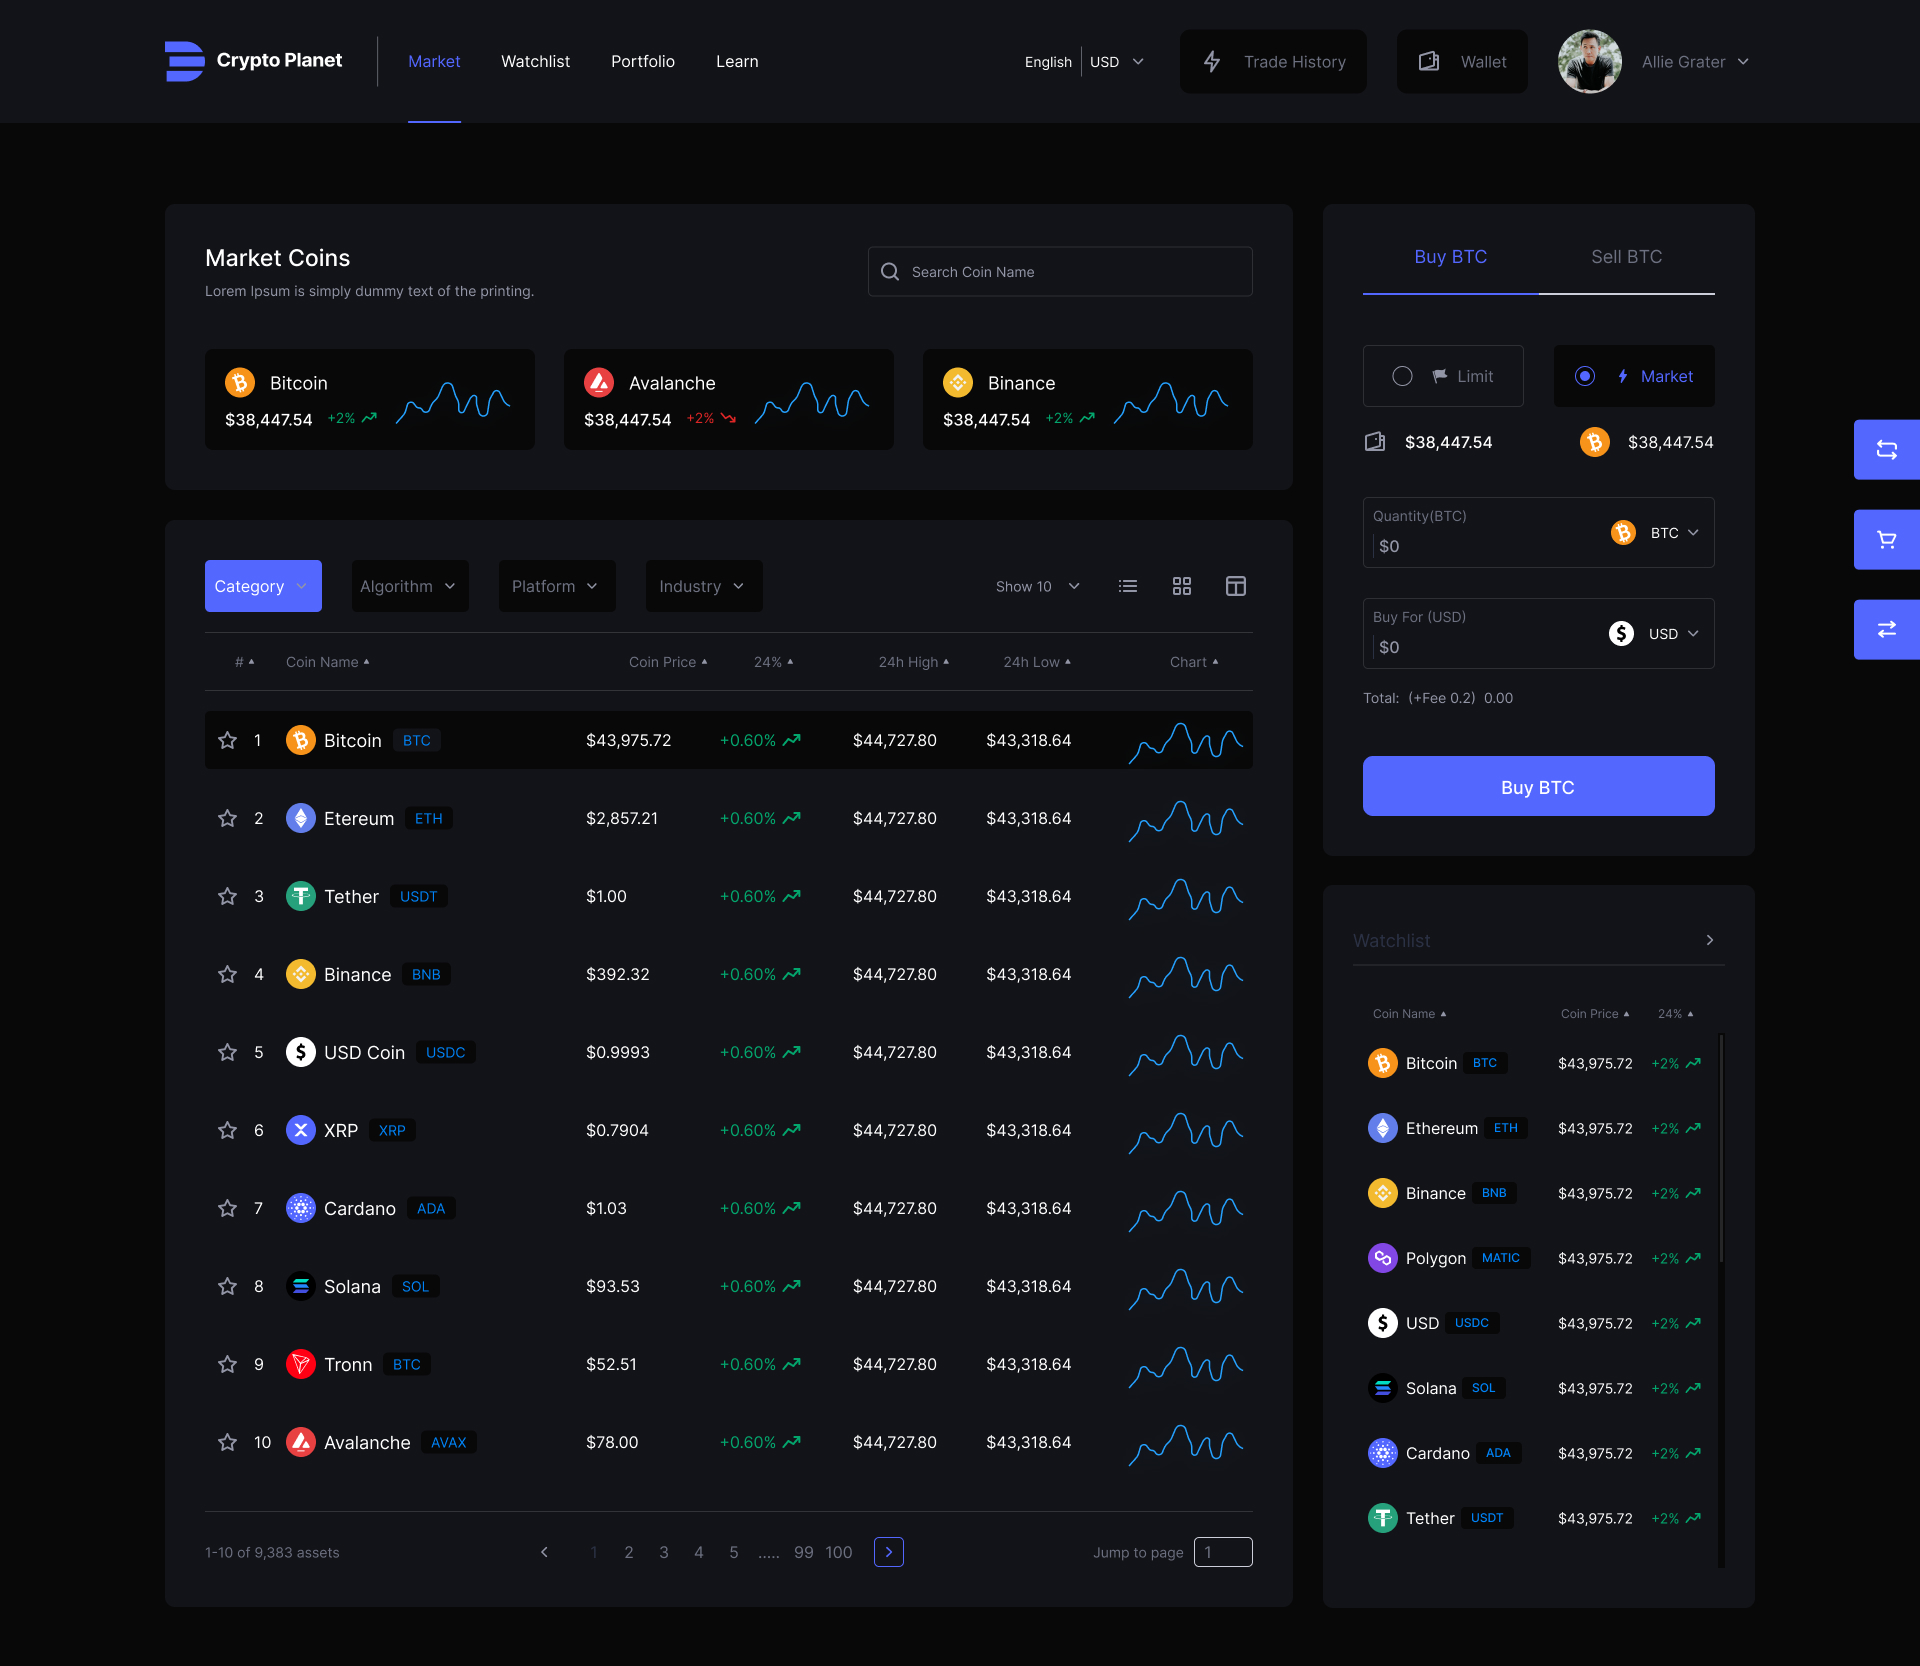 Crypto Planet
Market Watchlist Portfolio Learn
English USD
Trade History
Wallet
Allie Grater
Market Coins
Lorem Ipsum is simply dummy text of the printing.
Search Coin Name
Bitcoin
$38,447.54 +2%
Avalanche
$38,447.54 +2%
Binance
$38,447.54 +2%
Category Algorithm Platform Industry Show 10
# Coin Name Coin Price 24% 24h High 24h Low Chart
1 Bitcoin BTC $43,975.72 +0.60% $44,727.80 $43,318.64
2 Etereum ETH $2,857.21 +0.60% $44,727.80 $43,318.64
3 Tether USDT $1.00 +0.60% $44,727.80 $43,318.64
4 Binance BNB $392.32 +0.60% $44,727.80 $43,318.64
5 USD Coin USDC $0.9993 +0.60% $44,727.80 $43,318.64
6 XRP XRP $0.7904 +0.60% $44,727.80 $43,318.64
7 Cardano ADA $1.03 +0.60% $44,727.80 $43,318.64
8 Solana SOL $93.53 +0.60% $44,727.80 $43,318.64
9 Tronn BTC $52.51 +0.60% $44,727.80 $43,318.64
10 Avalanche AVAX $78.00 +0.60% $44,727.80 $43,318.64
1-10 of 9,383 assets
1 2 3 4 5 ..... 99 100
Jump to page 1
Buy BTC Sell BTC
Limit Market
$38,447.54 $38,447.54
Quantity(BTC)
$0
BTC
Buy For (USD)
$0
USD
Total: (+Fee 0.2) 0.00
Buy BTC
Watchlist
Coin Name Coin Price 24%
Bitcoin BTC $43,975.72 +2%
Ethereum ETH $43,975.72 +2%
Binance BNB $43,975.72 +2%
Polygon MATIC $43,975.72 +2%
USD USDC $43,975.72 +2%
Solana SOL $43,975.72 +2%
Cardano ADA $43,975.72 +2%
Tether USDT $43,975.72 +2%